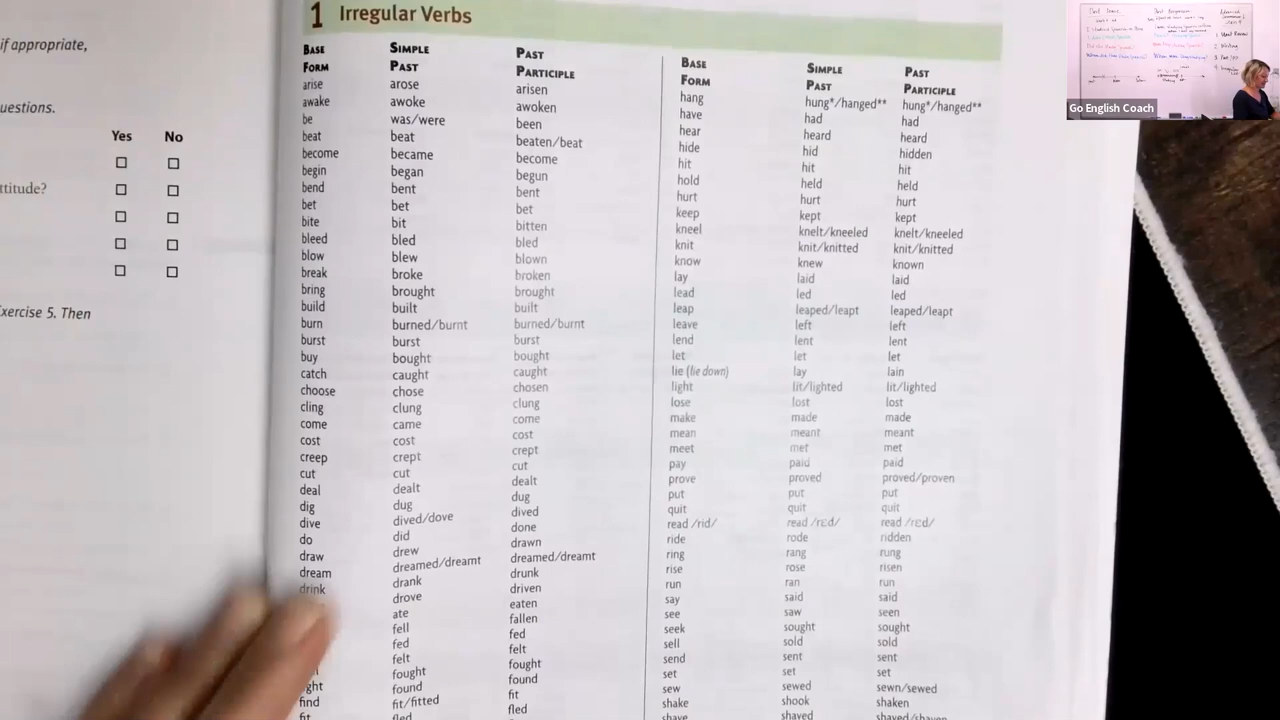 if appropriate,
uestions.
Yes No
ttitude?
xercise 5. Then
1 Irregular Verbs
BASE FORM SIMPLE PAST PAST PARTICIPLE
arise arose arisen
awake awoke awoken
be was/were been
beat beat beaten/beat
become became become
begin began begun
bend bent bent
bet bet bet
bite bit bitten
bleed bled bled
blow blew blown
break broke broken
bring brought brought
build built built
burn burned/burnt burned/burnt
burst burst burst
buy bought bought
catch caught caught
choose chose chosen
cling clung clung
come came come
cost cost cost
creep crept crept
cut cut cut
deal dealt dealt
dig dug dug
dive dived/dove dived
do did done
draw drew drawn
dream dreamed/dreamt dreamed/dreamt
drink drank drunk
drove driven
ate eaten
fell fallen
fed fed
felt felt
ght fought fought
find found found
fit fit/fitted fit
fled fled
BASE FORM SIMPLE PAST PAST PARTICIPLE
hang hung*/hanged** hung*/hanged**
have had had
hear heard heard
hide hid hidden
hit hit hit
hold held held
hurt hurt hurt
keep kept kept
kneel knelt/kneeled knelt/kneeled
knit knit/knitted knit/knitted
know knew known
lay laid laid
lead led led
leap leaped/leapt leaped/leapt
leave left left
lend lent lent
let let let
lie (lie down) lay lain
light lit/lighted lit/lighted
lose lost lost
make made made
mean meant meant
meet met met
pay paid paid
prove proved proved/proven
put put put
quit quit quit
read /rid/ read /rɛd/ read /rɛd/
ride rode ridden
ring rang rung
rise rose risen
run ran run
say said said
see saw seen
seek sought sought
sell sold sold
send sent sent
set set set
sew sewed sewn/sewed
shake shook shaken
shave shaved shaved/shaven
Go English Coach